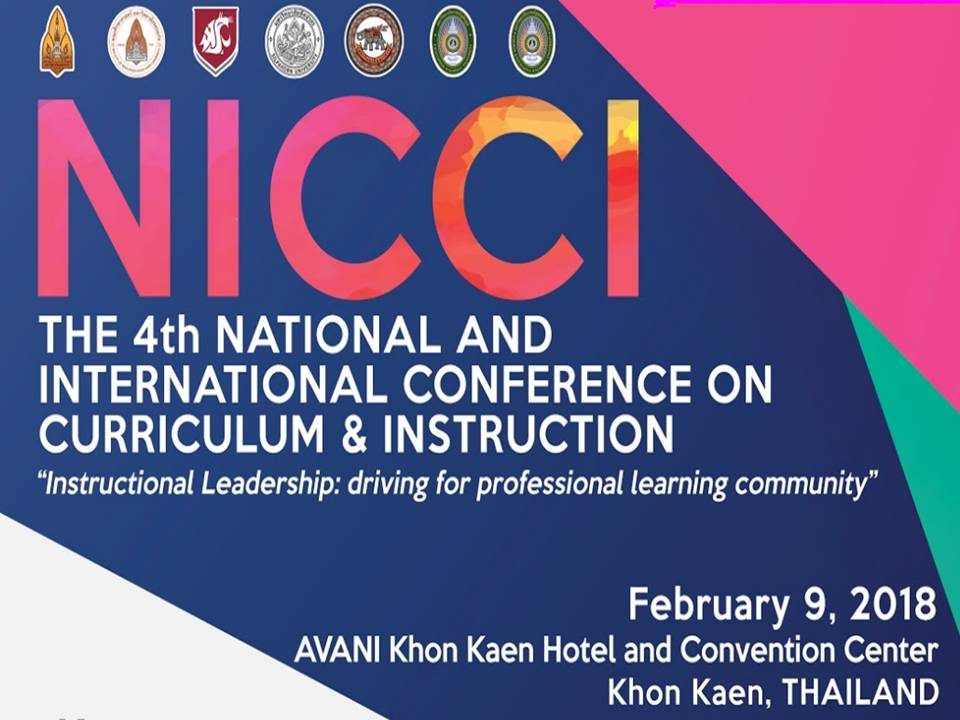 NICCI
THE 4th NATIONAL AND
INTERNATIONAL CONFERENCE ON
CURRICULUM & INSTRUCTION
“Instructional Leadership: driving for professional learning community”
February 9, 2018
AVANI Khon Kaen Hotel and Convention Center
Khon Kaen, THAILAND